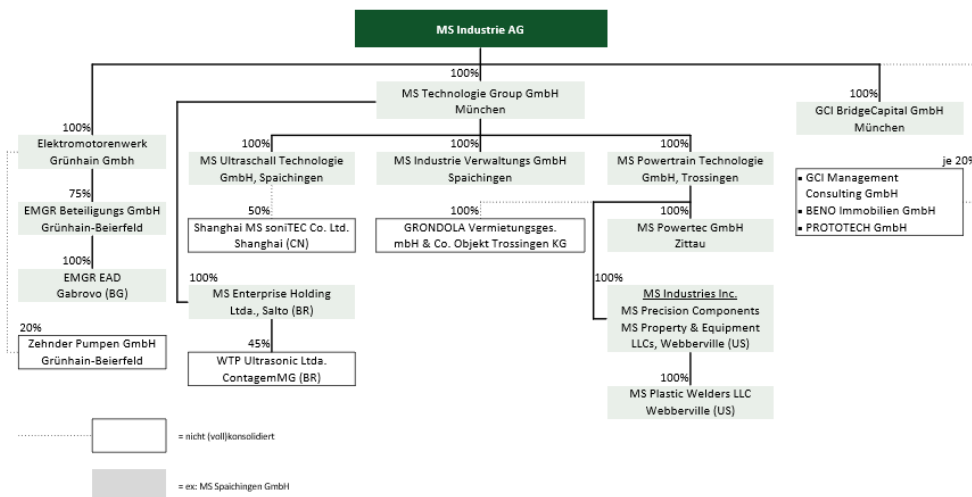 MS Industrie AG
100%
MS Technologie Group GmbH
München
100%
GCI BridgeCapital GmbH
München
100%
Elektromotorenwerk
Grünhain Gmbh
100%
MS Ultraschall Technologie
GmbH, Spaichingen
100%
MS Industrie Verwaltungs GmbH
Spaichingen
100%
MS Powertrain Technologie
GmbH, Trossingen
je 20%
▪ GCI Management
Consulting GmbH
▪ BENO Immobilien GmbH
▪ PROTOTECH GmbH
75%
EMGR Beteiligungs GmbH
Grünhain-Beierfeld
50%
Shanghai MS soniTEC Co. Ltd.
Shanghai (CN)
100%
GRONDOLA Vermietungsges.
mbH & Co. Objekt Trossingen KG
100%
MS Powertec GmbH
Zittau
100%
EMGR EAD
Gabrovo (BG)
100%
MS Enterprise Holding
Ltda., Salto (BR)
100%
MS Industries Inc.
MS Precision Components
MS Property & Equipment
LLCs, Webberville (US)
20%
Zehnder Pumpen GmbH
Grünhain-Beierfeld
45%
WTP Ultrasonic Ltda.
ContagemMG (BR)
100%
MS Plastic Welders LLC
Webberville (US)
= nicht (voll)konsolidiert
= ex: MS Spaichingen GmbH